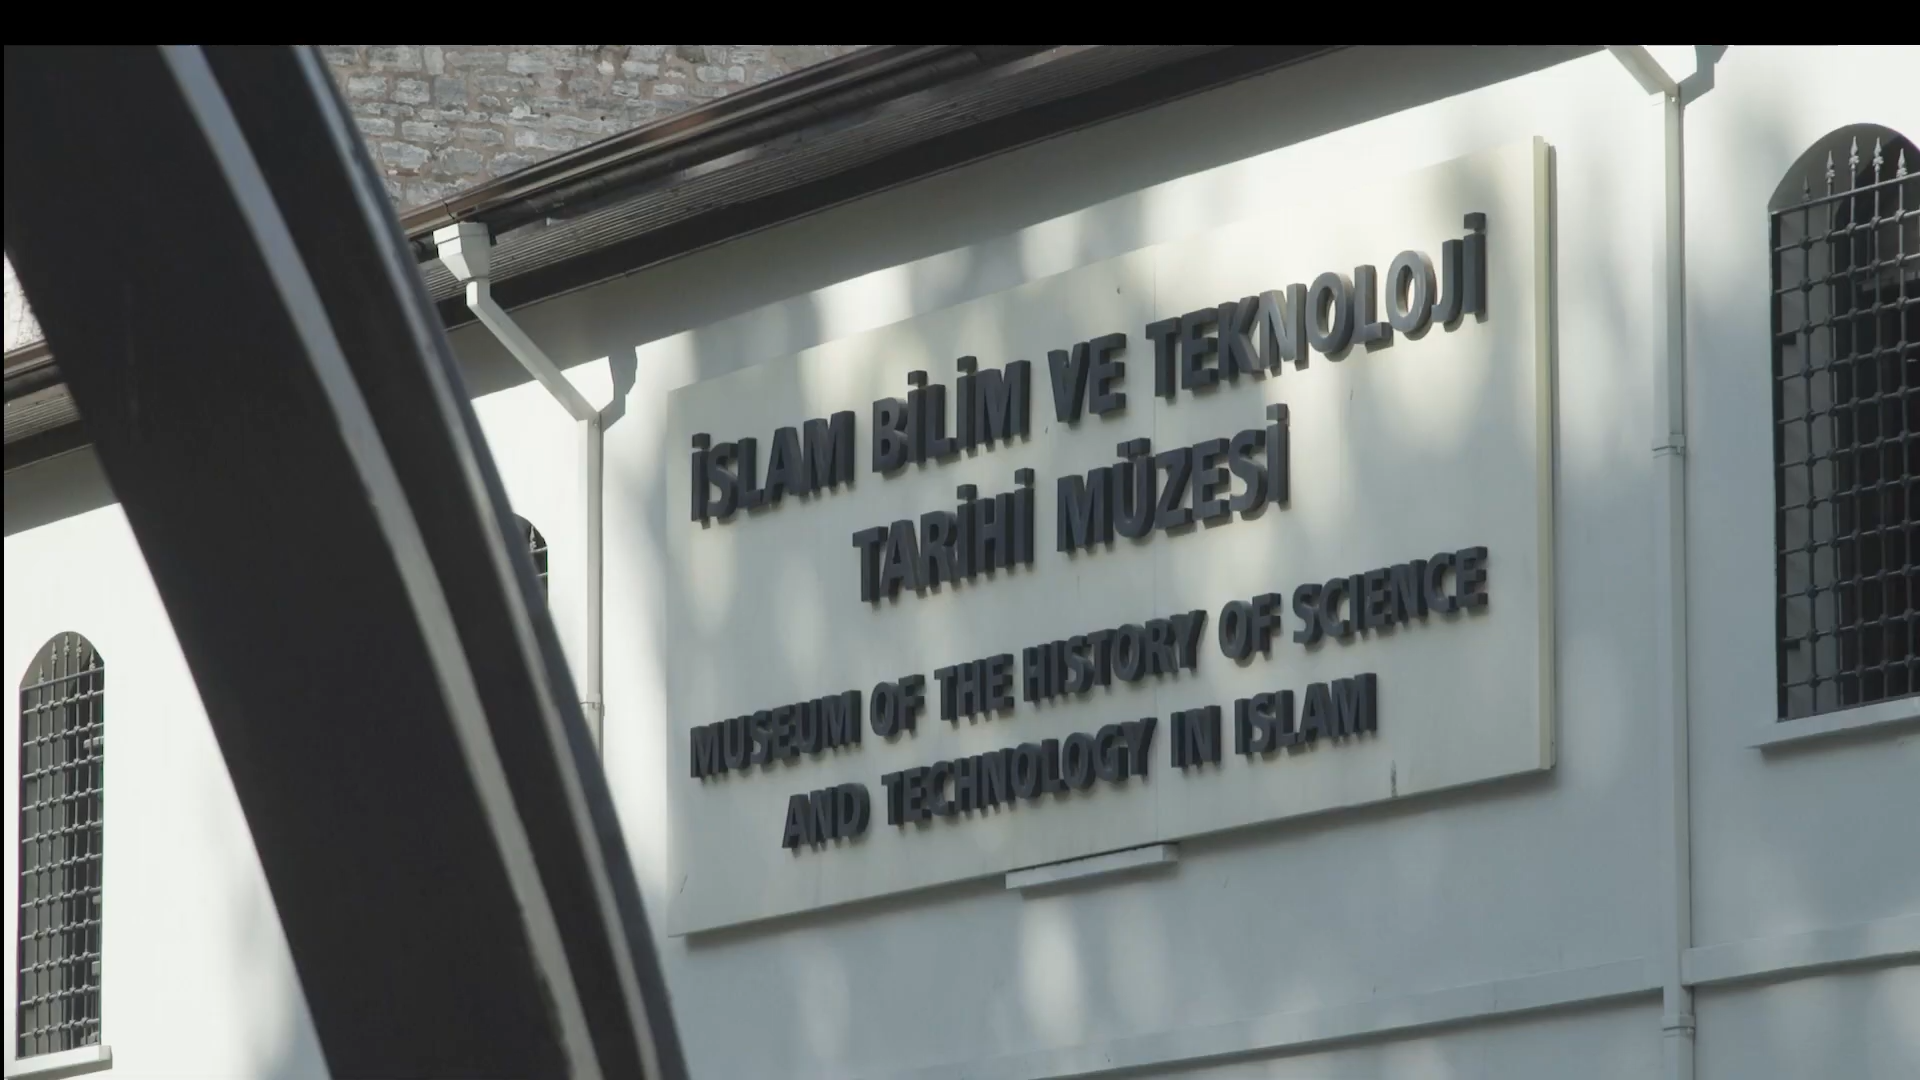 İSLAM BİLİM VE TEKNOLOJİ
TARİHİ MÜZESİ
MUSEUM OF THE HISTORY OF SCIENCE
AND TECHNOLOGY IN ISLAM